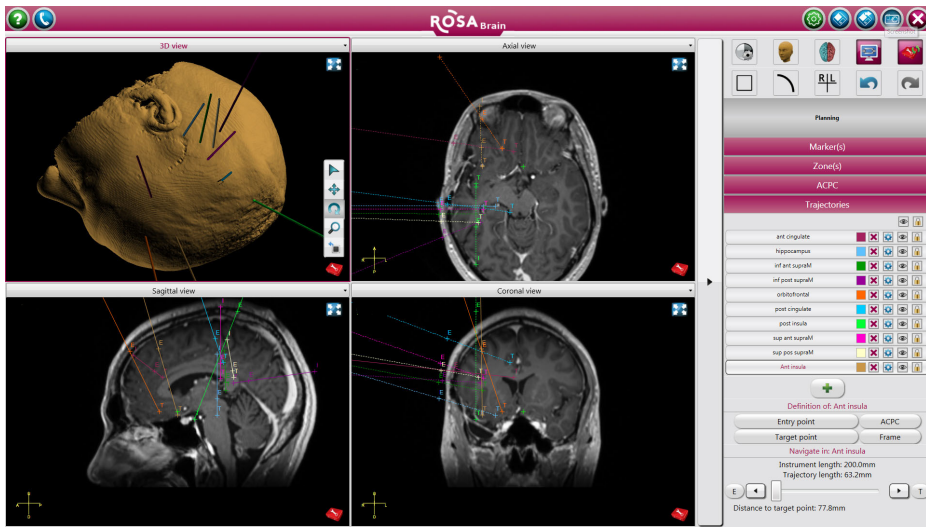 ROSA Brain
3D view
Axial view
Sagittal view
Coronal view
R L
Planning
Marker(s)
Zone(s)
ACPC
Trajectories
ant cingulate
hippocampus
inf ant supraM
inf post supraM
orbitofrontal
post cingulate
post insula
sup ant supraM
sup pos supraM
Ant insula
Definition of: Ant insula
Entry point ACPC
Target point Frame
Navigate in: Ant insula
Instrument length: 200.0mm
Trajectory length: 63.2mm
E T
Distance to target point: 77.8mm